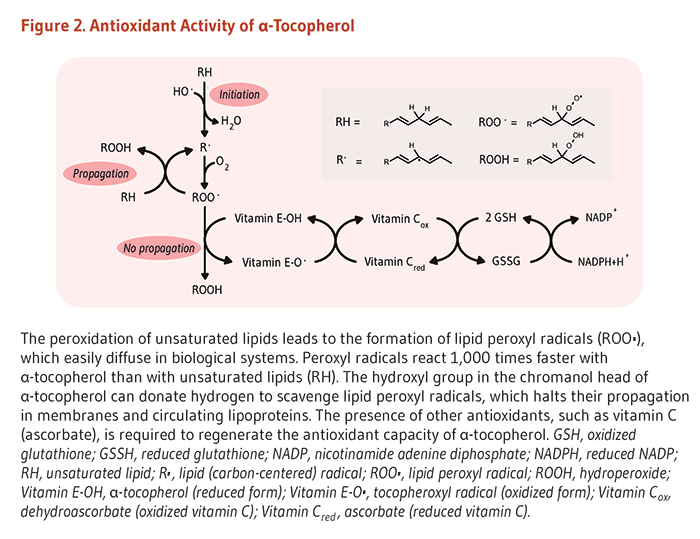 Figure 2. Antioxidant Activity of α-Tocopherol
RH
HO·
Initiation
H₂O
ROOH
R·
O₂
Propagation
RH
ROO·
No propagation
ROOH
Vitamin E-OH
Vitamin E-O·
Vitamin Cox
Vitamin Cred
2 GSH
GSSG
NADP⁺
NADPH+H⁺
RH =
R
H
H
ROO· =
R
H
O
O•
R· =
R
H
ROOH =
R
H
O
OH
The peroxidation of unsaturated lipids leads to the formation of lipid peroxyl radicals (ROO•),
which easily diffuse in biological systems. Peroxyl radicals react 1,000 times faster with
α-tocopherol than with unsaturated lipids (RH). The hydroxyl group in the chromanol head of
α-tocopherol can donate hydrogen to scavenge lipid peroxyl radicals, which halts their propagation
in membranes and circulating lipoproteins. The presence of other antioxidants, such as vitamin C
(ascorbate), is required to regenerate the antioxidant capacity of α-tocopherol. GSH, oxidized
glutathione; GSSH, reduced glutathione; NADP, nicotinamide adenine diphosphate; NADPH, reduced NADP;
RH, unsaturated lipid; R•, lipid (carbon-centered) radical; ROO•, lipid peroxyl radical; ROOH, hydroperoxide;
Vitamin E-OH, α-tocopherol (reduced form); Vitamin E-O•, tocopheroxyl radical (oxidized form); Vitamin Cox,
dehydroascorbate (oxidized vitamin C); Vitamin Cred, ascorbate (reduced vitamin C).